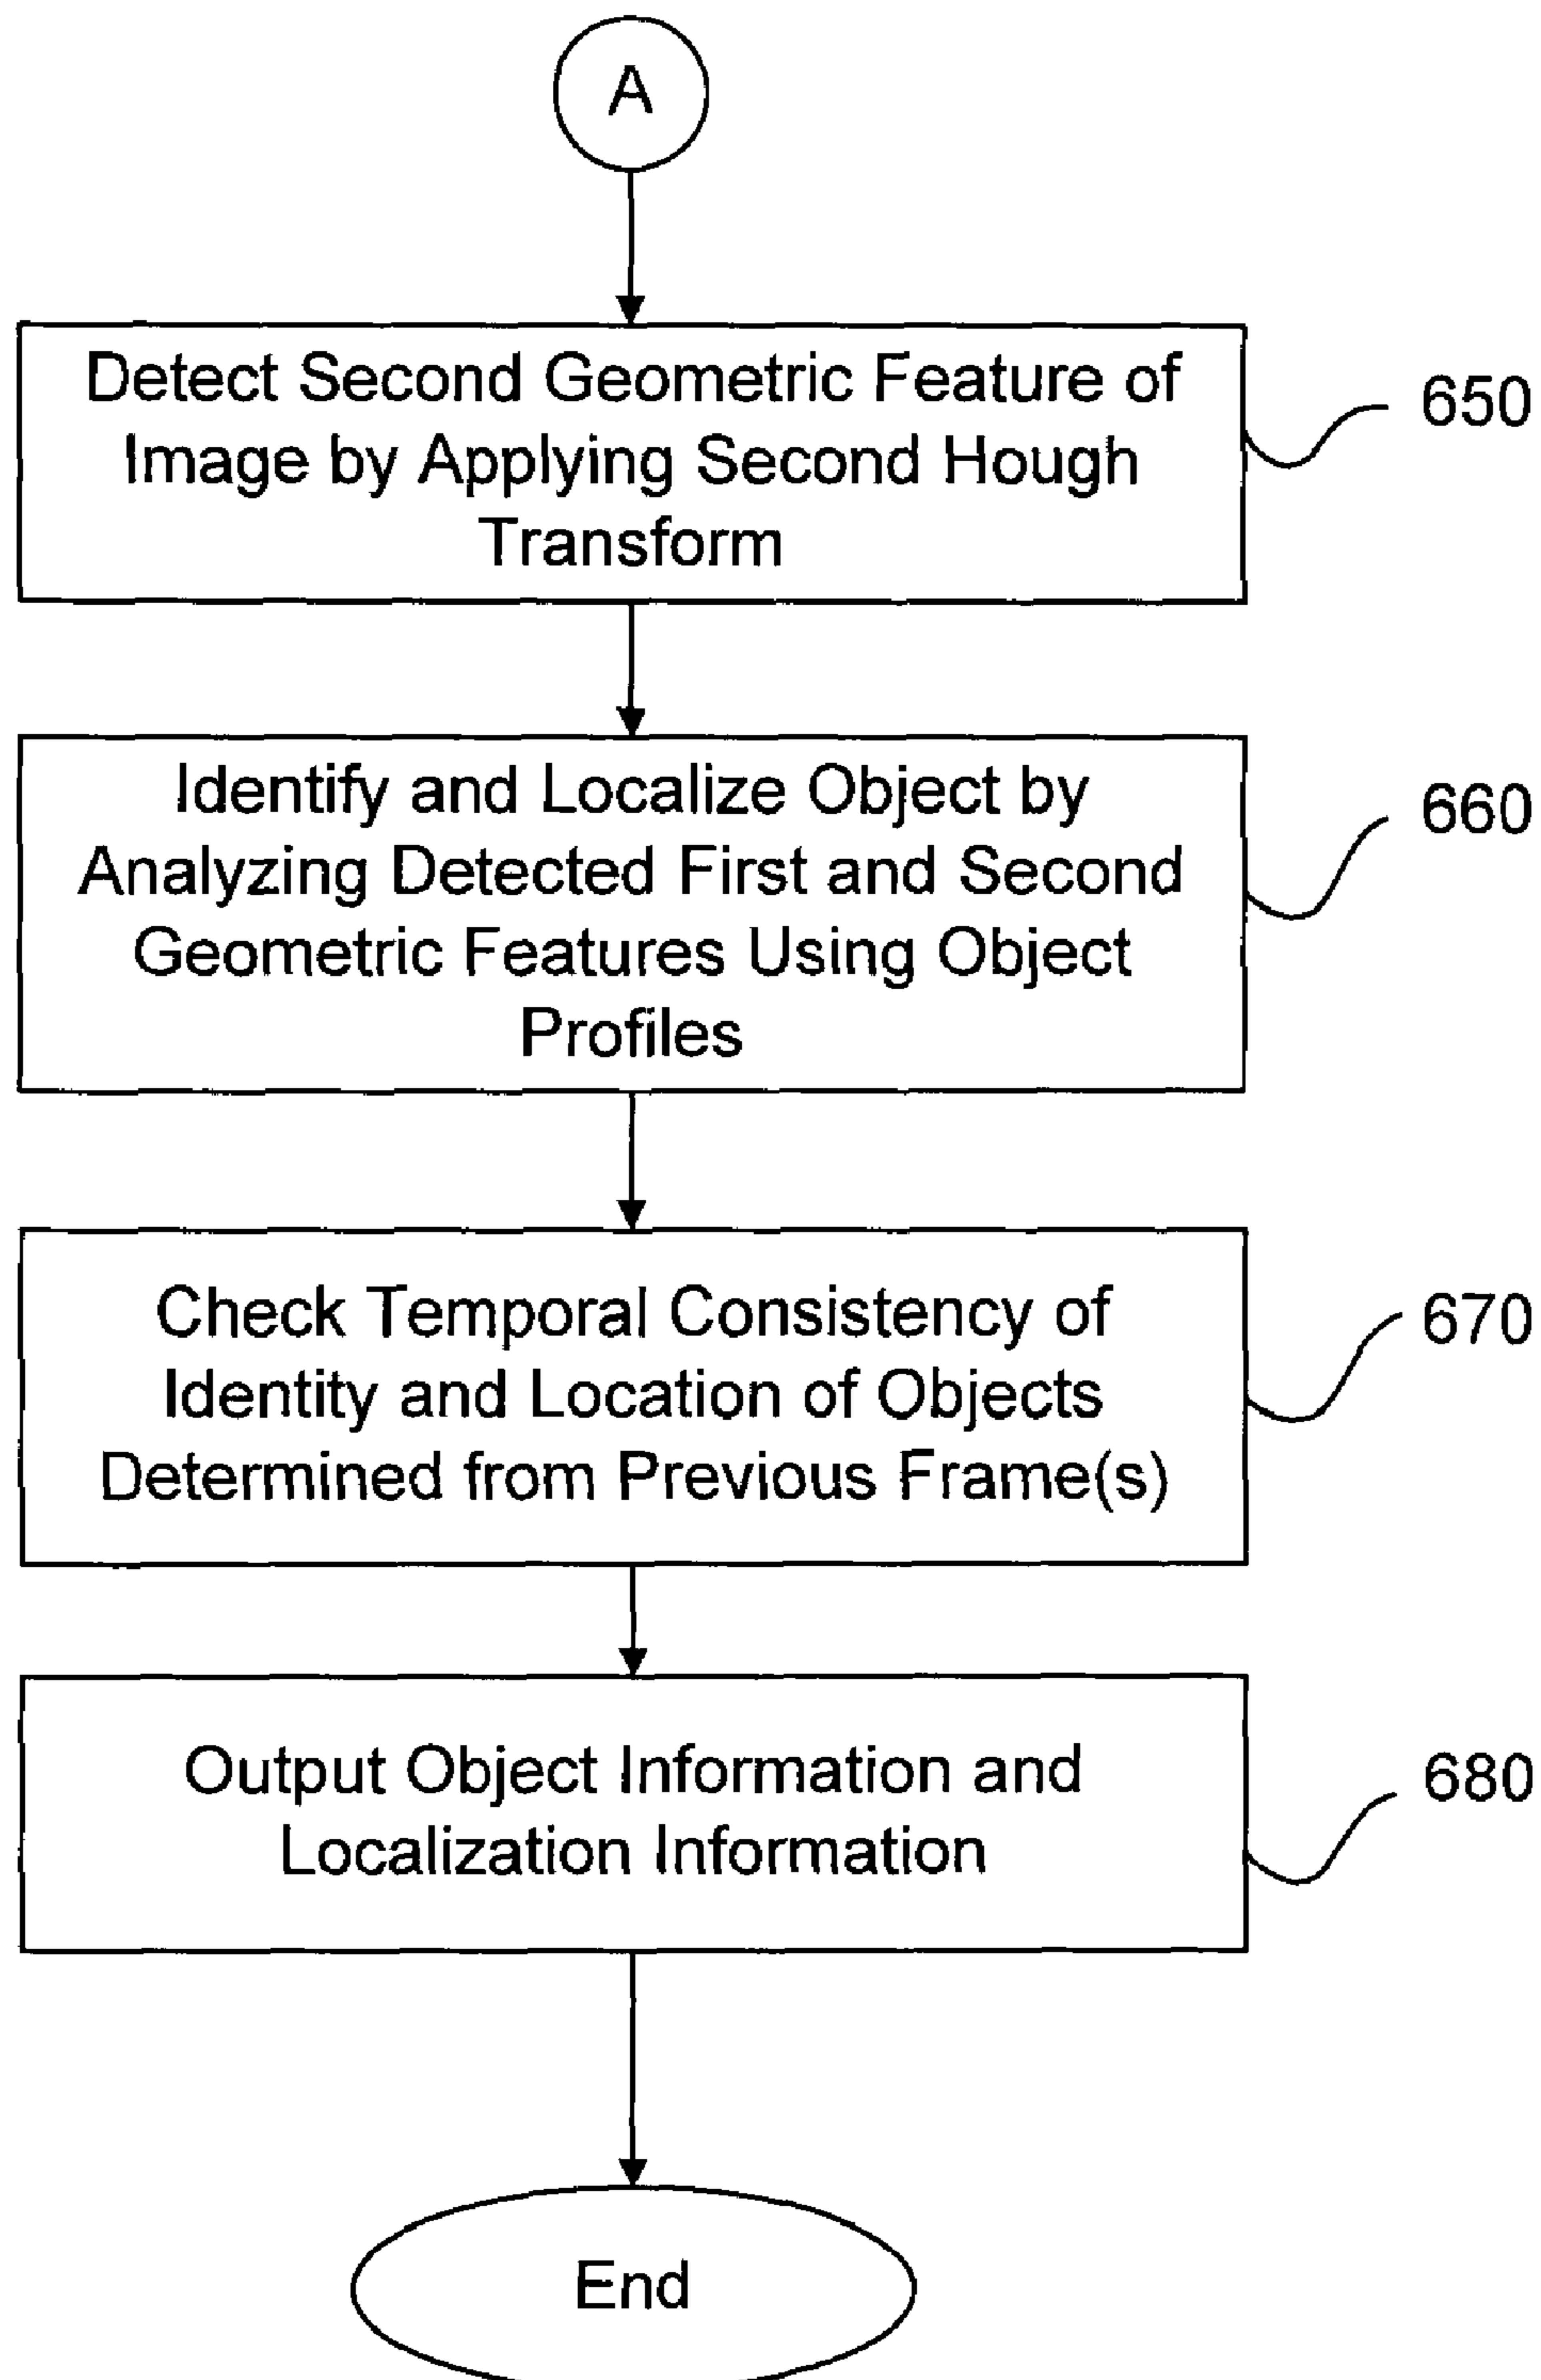 A
Detect Second Geometric Feature of
Image by Applying Second Hough
Transform
650
Identify and Localize Object by
Analyzing Detected First and Second
Geometric Features Using Object
Profiles
660
Check Temporal Consistency of
Identity and Location of Objects
Determined from Previous Frame(s)
670
Output Object Information and
Localization Information
680
End